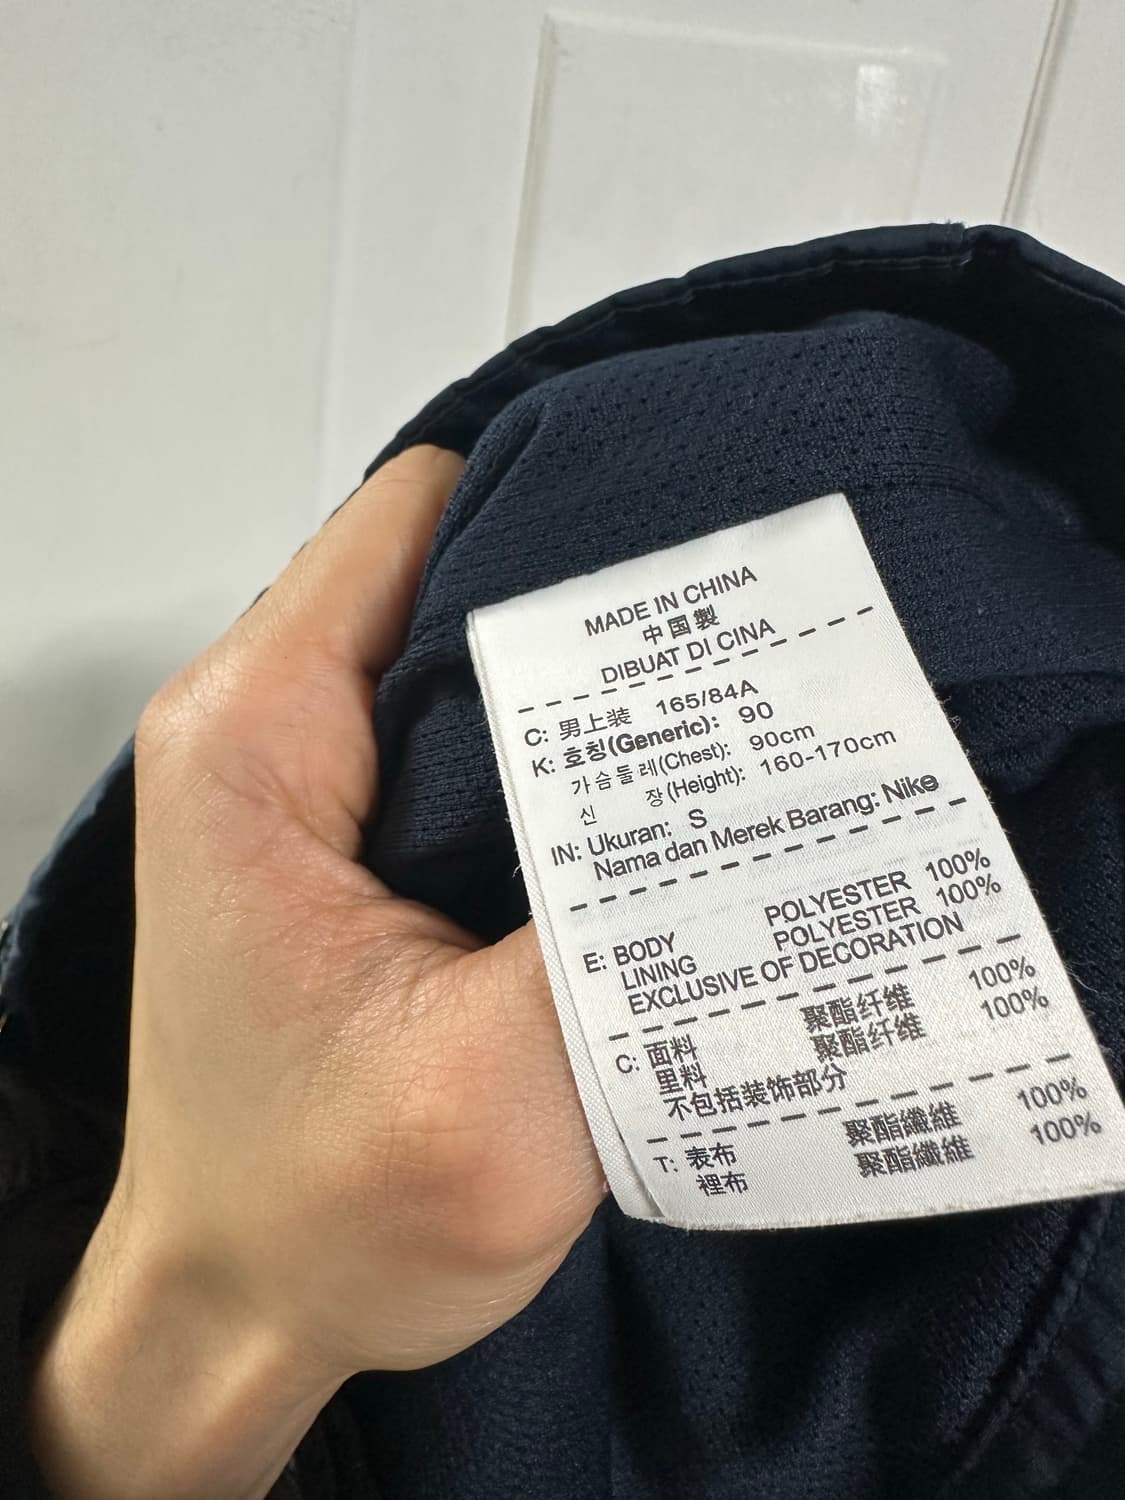 MADE IN CHINA
中国製
DIBUAT DI CINA
C: 男上装 165/84A
K: 호칭(Generic): 90
가슴둘레(Chest): 90cm
신 장(Height): 160-170cm
IN: Ukuran: S
Nama dan Merek Barang: Nike
E: BODY POLYESTER 100%
LINING POLYESTER 100%
EXCLUSIVE OF DECORATION
C: 面料 聚酯纤维 100%
里料 聚酯纤维 100%
不包括装饰部分
T: 表布 聚酯纖維 100%
裡布 聚酯纖維 100%